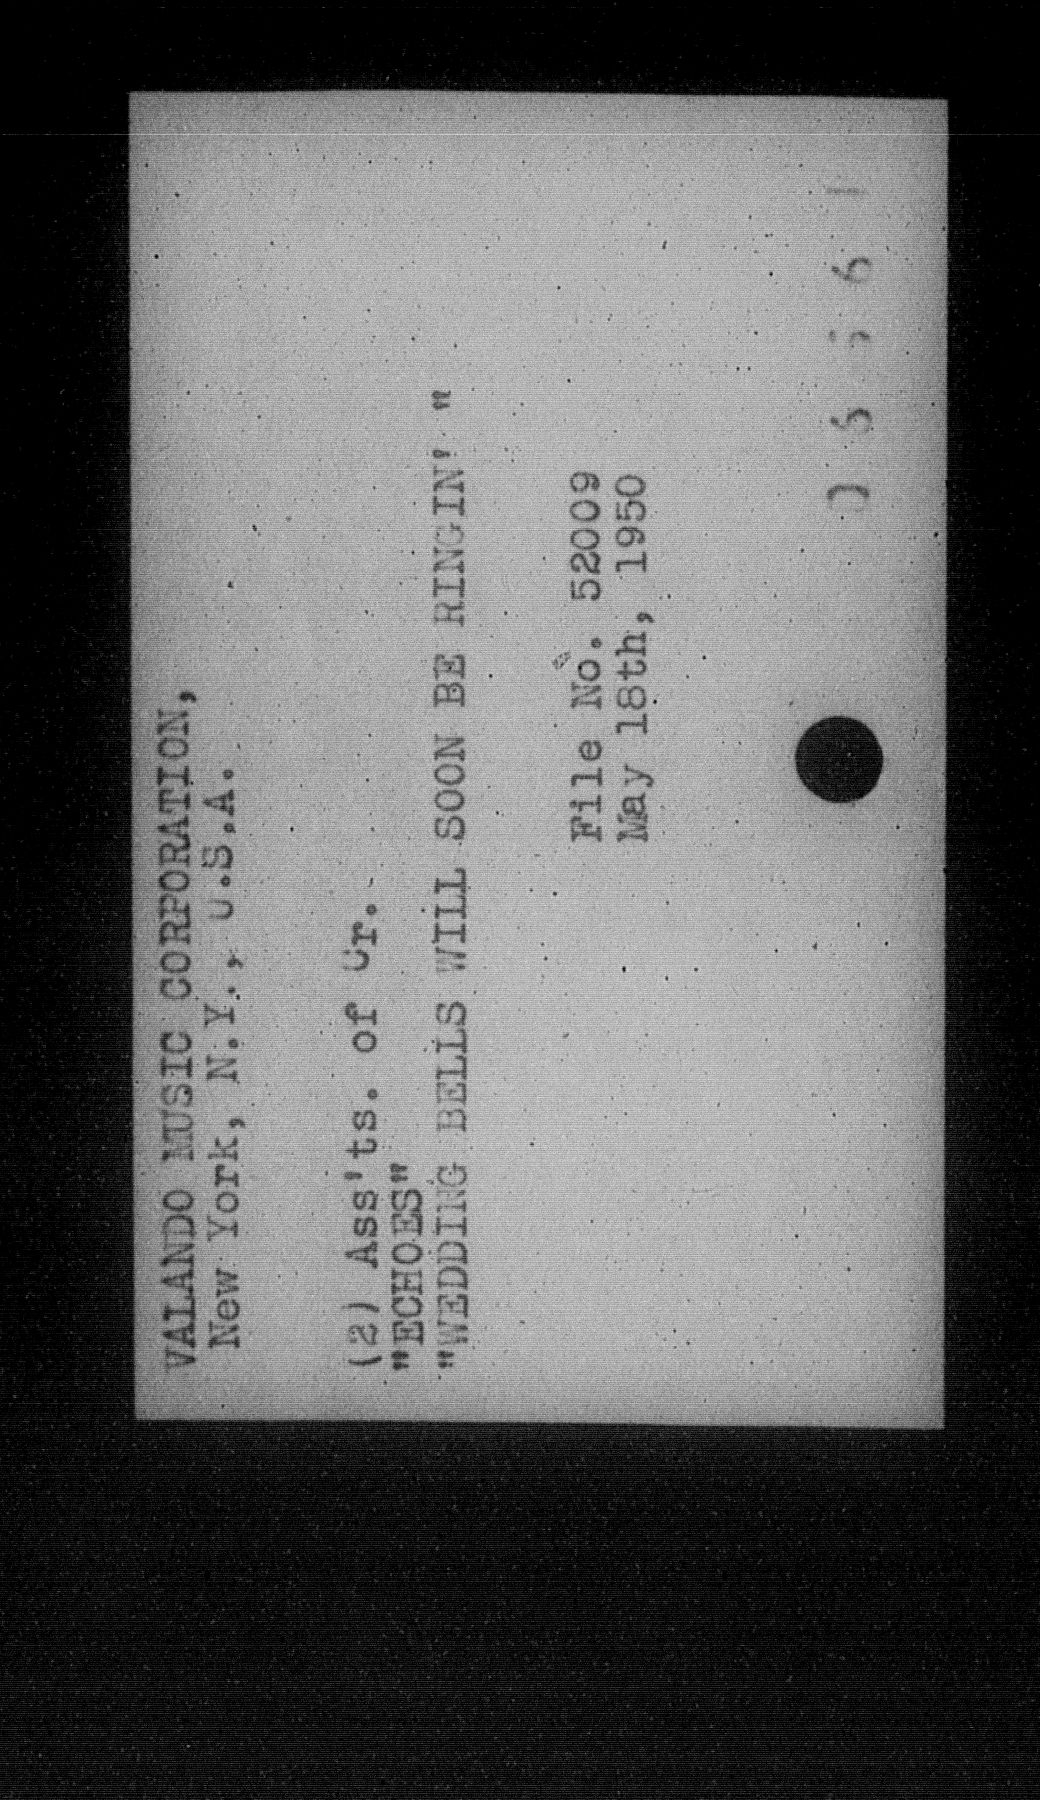 VALANDO MUSIC CORPORATION,
New York, N.Y., U.S.A.
(2) Ass'ts. of Cr.
"ECHOES"
"WEDDING BELLS WILL SOON BE RINGIN' "
File No. 52009
May 18th, 1950